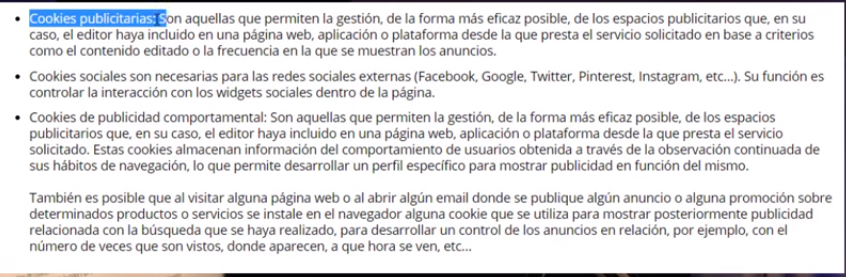 Cookies publicitarias: Son aquellas que permiten la gestión, de la forma más eficaz posible, de los espacios publicitarios que, en su
caso, el editor haya incluido en una página web, aplicación o plataforma desde la que presta el servicio solicitado en base a criterios
como el contenido editado o la frecuencia en la que se muestran los anuncios.
Cookies sociales son necesarias para las redes sociales externas (Facebook, Google, Twitter, Pinterest, Instagram, etc...). Su función es
controlar la interacción con los widgets sociales dentro de la página.
Cookies de publicidad comportamental: Son aquellas que permiten la gestión, de la forma más eficaz posible, de los espacios
publicitarios que, en su caso, el editor haya incluido en una página web, aplicación o plataforma desde la que presta el servicio
solicitado. Estas cookies almacenan información del comportamiento de usuarios obtenida a través de la observación continuada de
sus hábitos de navegación, lo que permite desarrollar un perfil específico para mostrar publicidad en función del mismo.
También es posible que al visitar alguna página web o al abrir algún email donde se publique algún anuncio o alguna promoción sobre
determinados productos o servicios se instale en el navegador alguna cookie que se utiliza para mostrar posteriormente publicidad
relacionada con la búsqueda que se haya realizado, para desarrollar un control de los anuncios en relación, por ejemplo, con el
número de veces que son vistos, donde aparecen, a que hora se ven, etc...